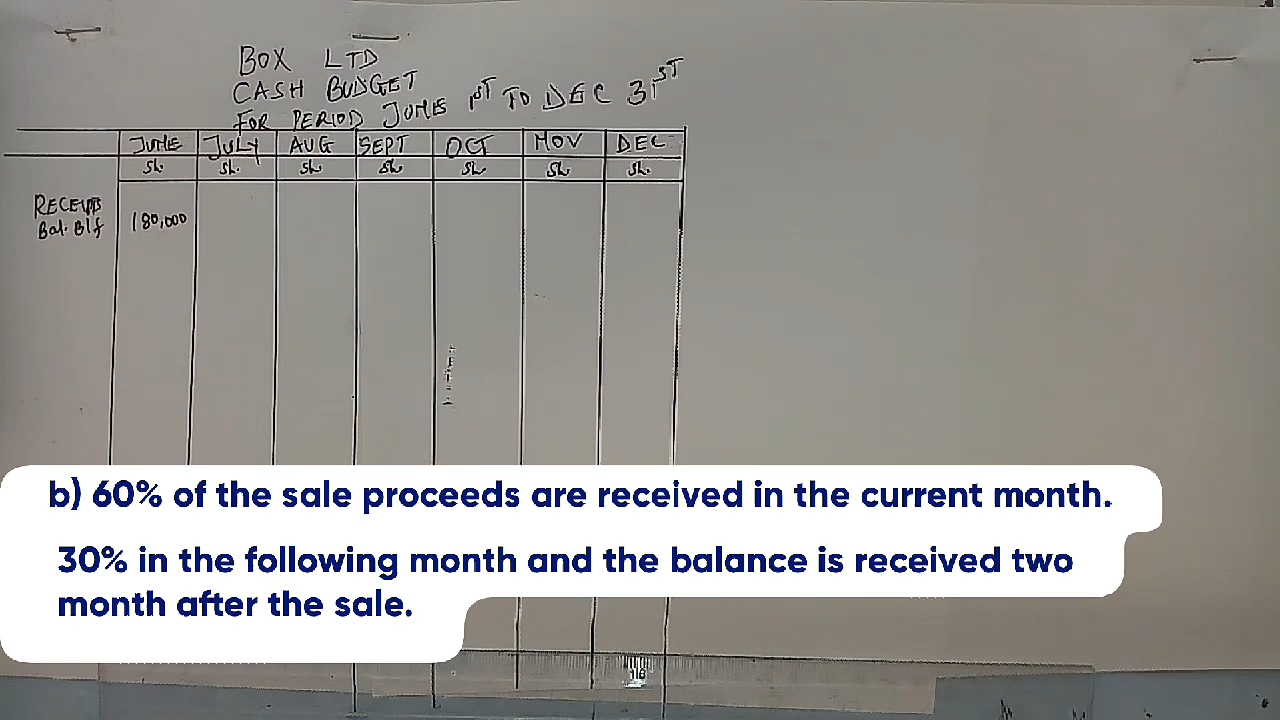 BOX LTD
CASH BUDGET
FOR PERIOD JUNE 1ST TO DEC 31ST
JUNE JULY AUG SEPT OCT NOV DEC
Sh. Sh. Sh. Sh. Sh. Sh. Sh.
RECEIPTS
Bal. B/f 180,000
b) 60% of the sale proceeds are received in the current month.
30% in the following month and the balance is received two
month after the sale.